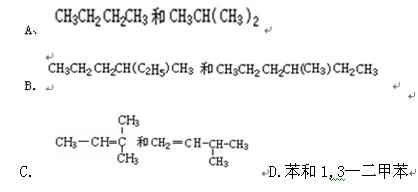 A、 CH3CH2CH2CH3 和 CH3CH(CH3)2
B. CH3CH2CH2CH(C2H5)CH3 和 CH3CH2CH2CH(CH3)CH2CH3
CH3
CH3—CH=C 和 CH2=CH—CH—CH3
CH3 CH3
C. D.苯和1,3—二甲苯